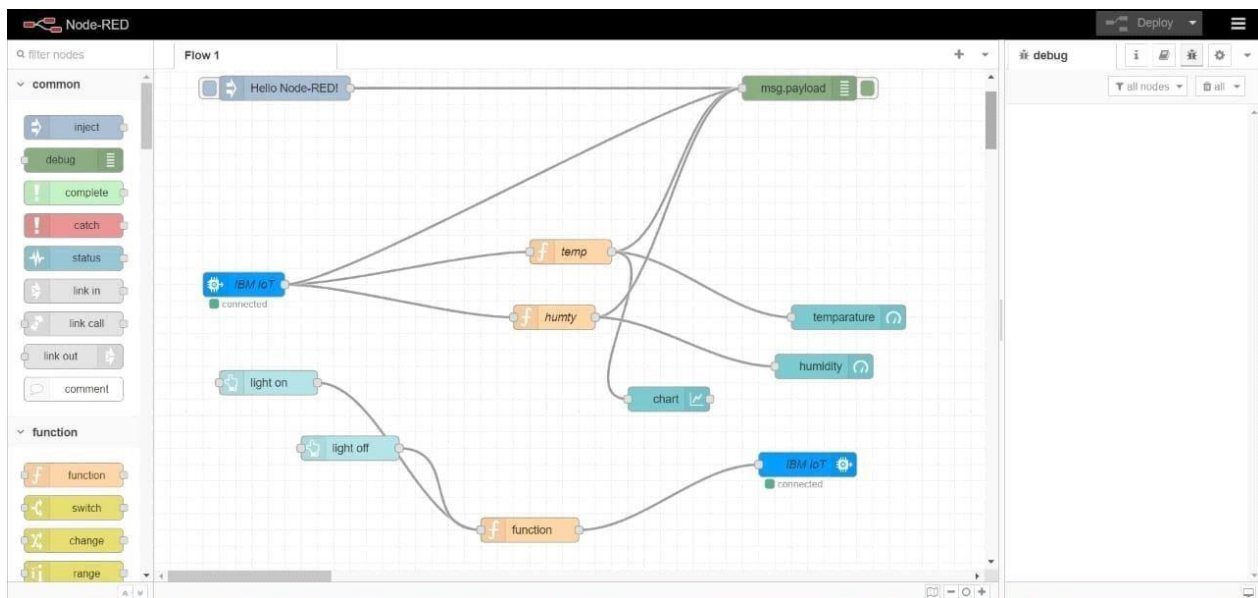 Node-RED
Deploy
filter nodes
Flow 1
debug
i
common
all nodes
all
Hello Node-RED!
msg.payload
inject
debug
complete
catch
status
temp
IBM IoT
connected
link in
humty
temparature
link call
link out
humidity
comment
light on
chart
function
light off
IBM IoT
connected
function
switch
function
change
range